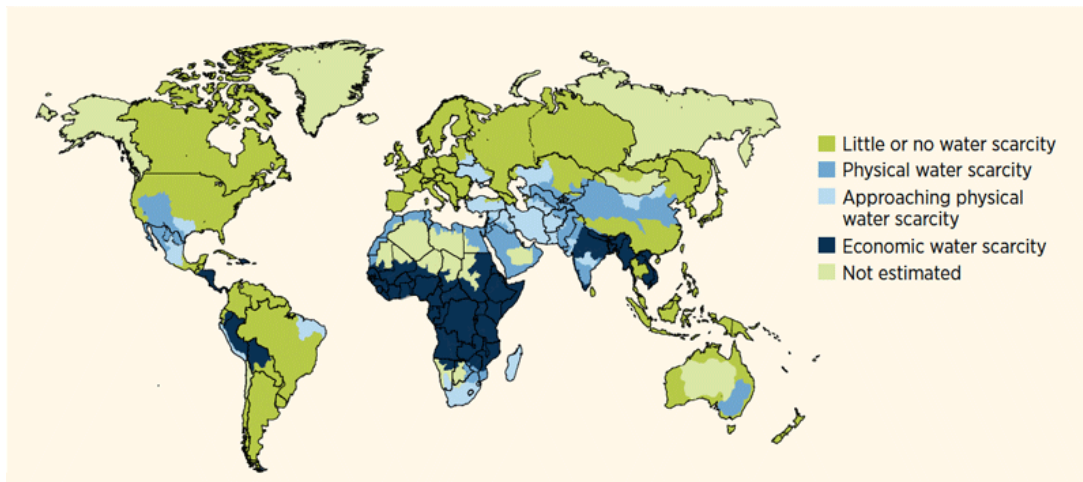 Little or no water scarcity
Physical water scarcity
Approaching physical
water scarcity
Economic water scarcity
Not estimated